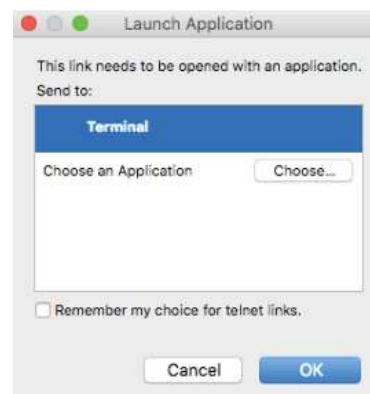 Launch Application
This link needs to be opened with an application.
Send to:
Terminal
Choose an Application Choose...
Remember my choice for telnet links.
Cancel OK